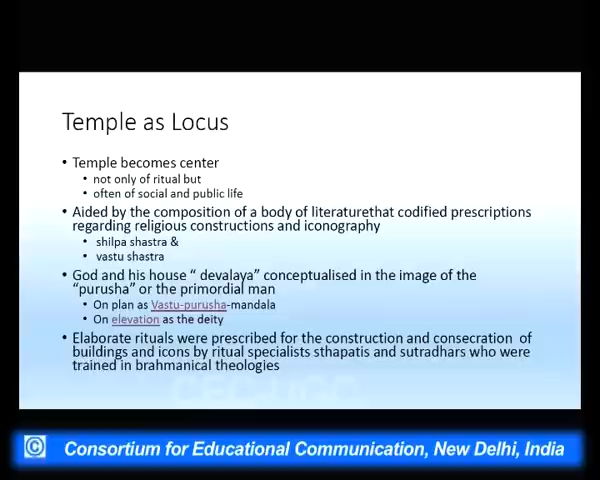 Temple as Locus
• Temple becomes center
• not only of ritual but
• often of social and public life
• Aided by the composition of a body of literaturethat codified prescriptions
regarding religious constructions and iconography
• shilpa shastra &
• vastu shastra
• God and his house “ devalaya” conceptualised in the image of the
“purusha” or the primordial man
• On plan as Vastu-purusha-mandala
• On elevation as the deity
• Elaborate rituals were prescribed for the construction and consecration of
buildings and icons by ritual specialists sthapatis and sutradhars who were
trained in brahmanical theologies
CEC-UGC
© Consortium for Educational Communication, New Delhi, India